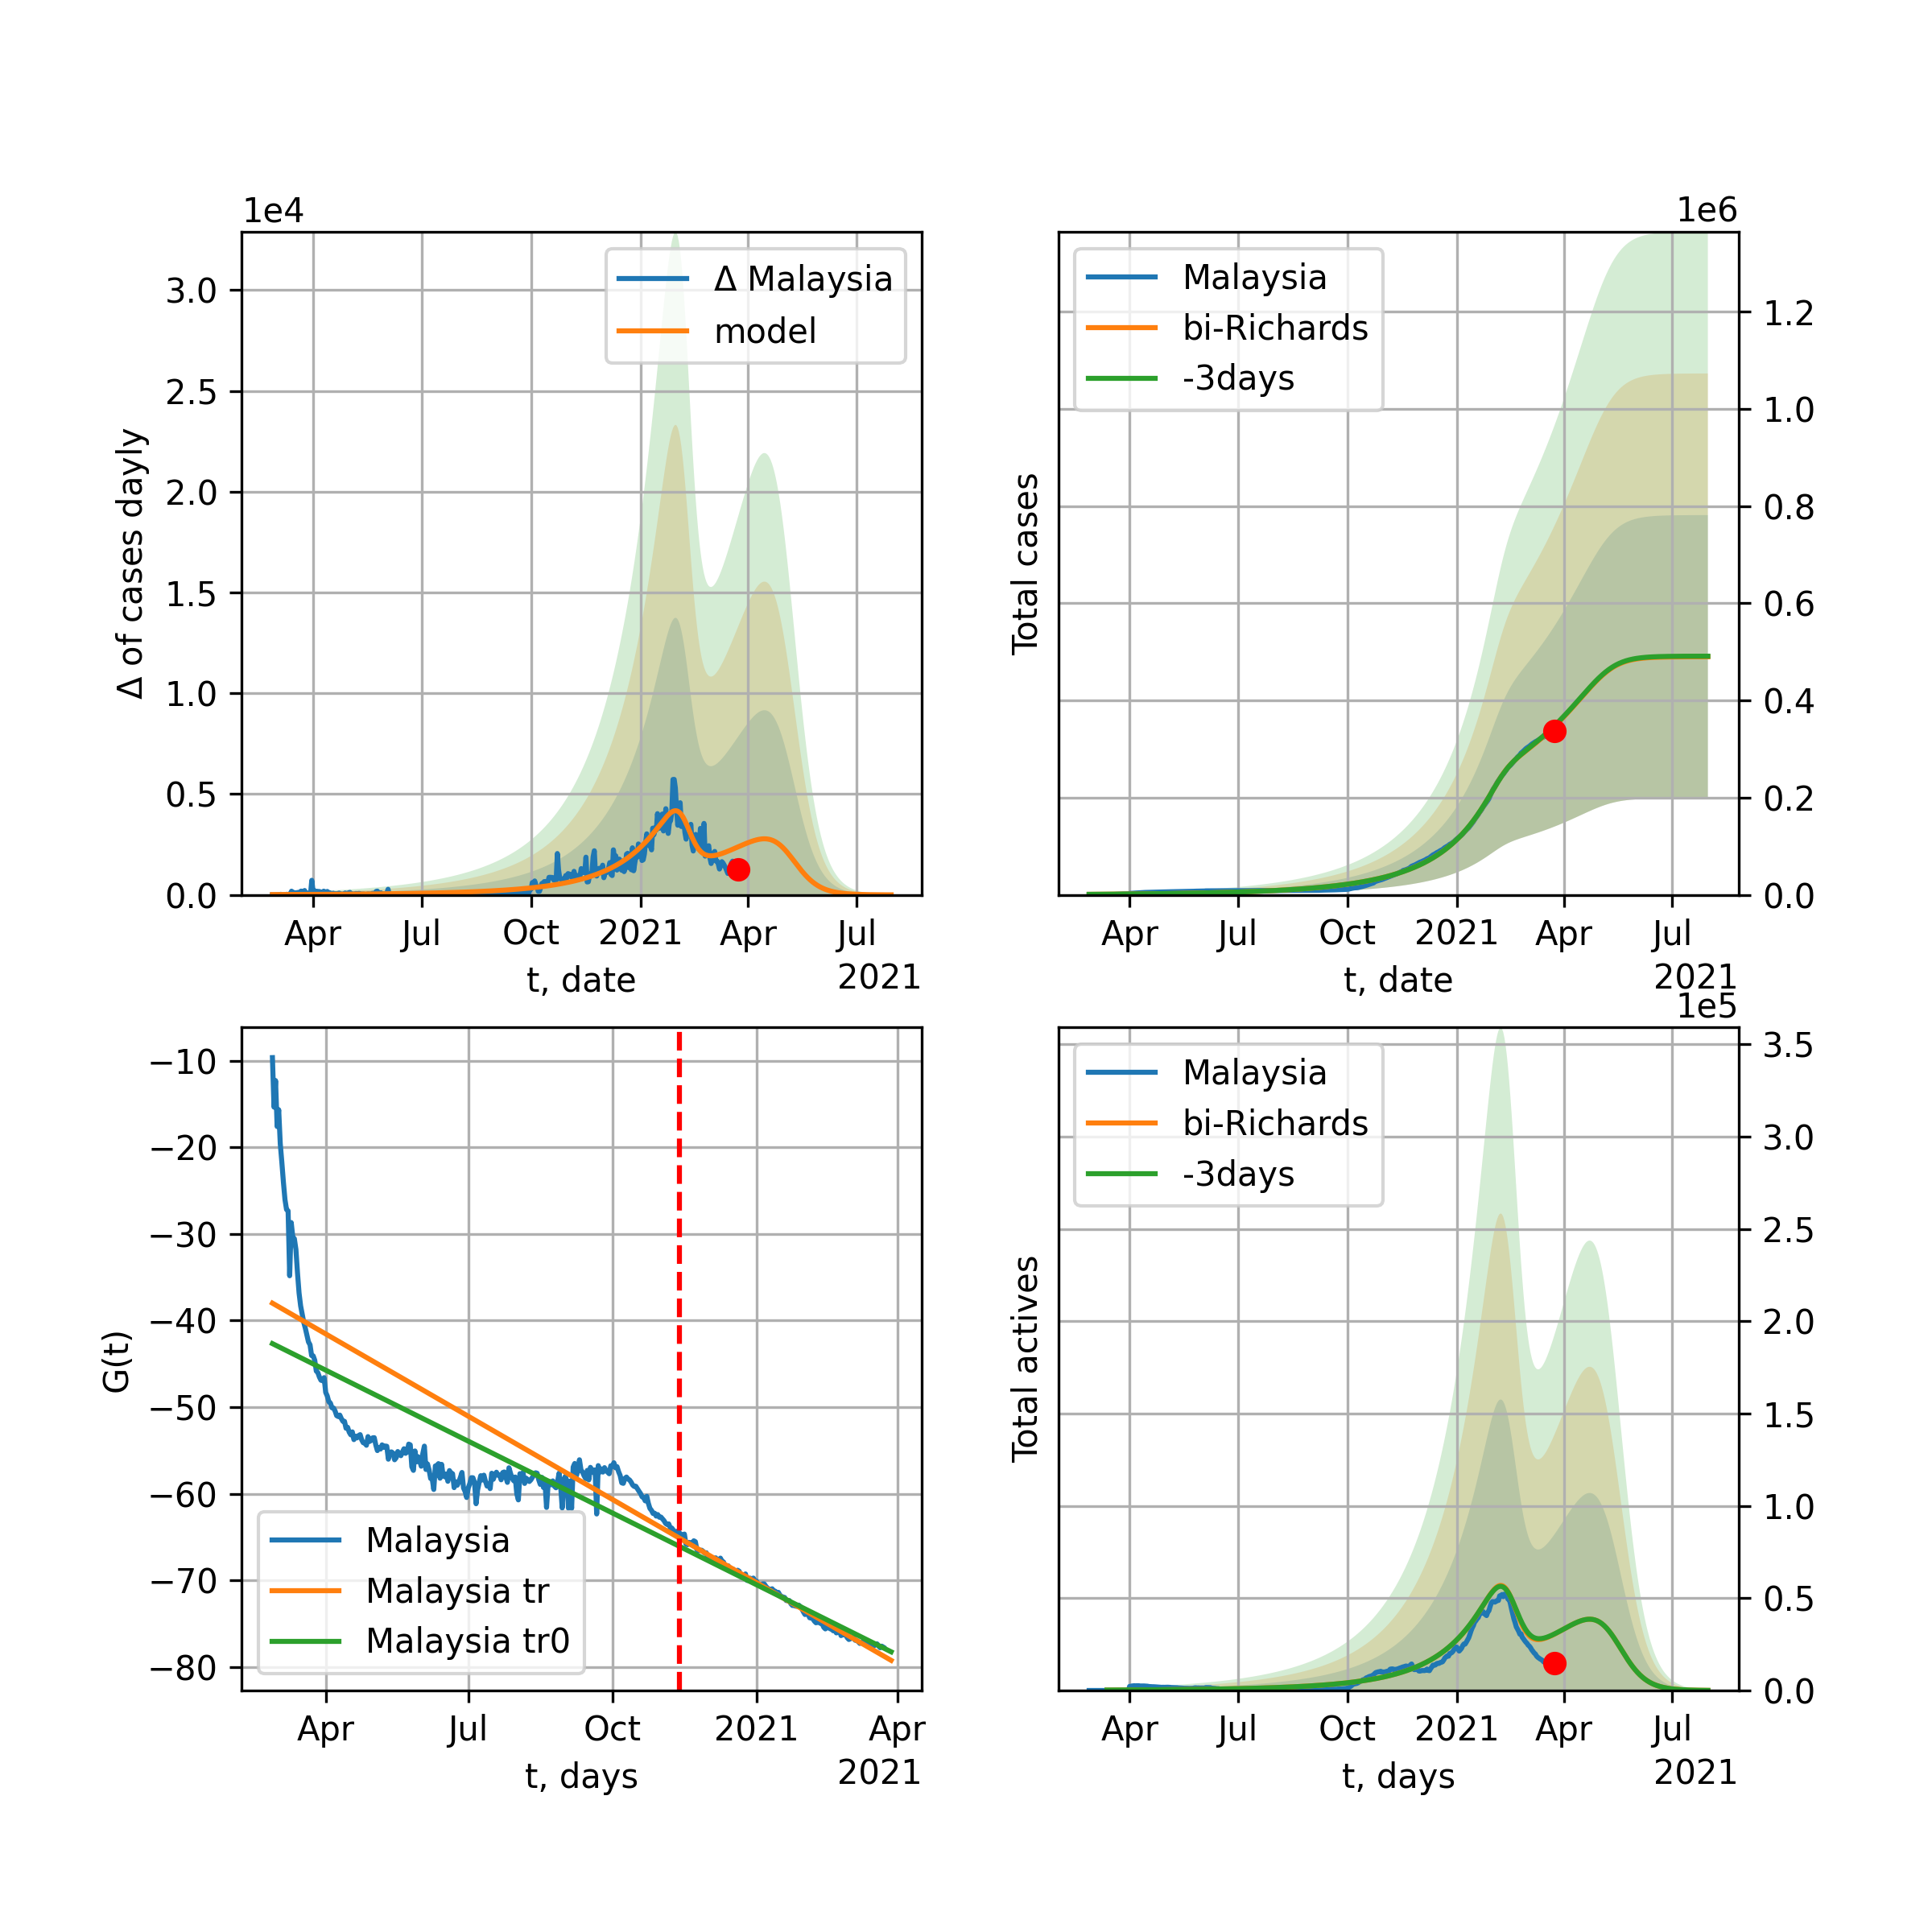 1e4
Δ Malaysia
model
3.0
2.5
2.0
1.5
1.0
0.5
0.0
Δ of cases dayly
Apr Jul Oct 2021 Apr Jul
t, date
2021
1e6
Malaysia
bi-Richards
-3days
Total cases
1.2
1.0
0.8
0.6
0.4
0.2
0.0
Apr Jul Oct 2021 Apr Jul
t, date
2021
−10
−20
−30
−40
−50
−60
−70
−80
G(t)
Malaysia
Malaysia tr
Malaysia tr0
Apr Jul Oct 2021 Apr
t, days
2021
1e5
Malaysia
bi-Richards
-3days
Total actives
3.5
3.0
2.5
2.0
1.5
1.0
0.5
0.0
Apr Jul Oct 2021 Apr Jul
t, days
2021